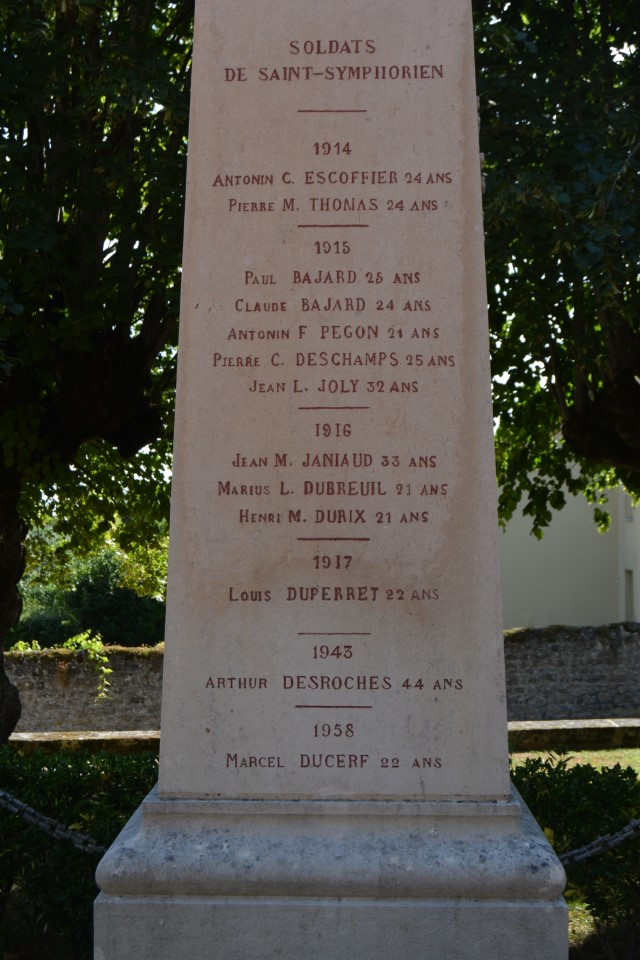 SOLDATS
DE SAINT-SYMPHORIEN
1914
ANTONIN C. ESCOFFIER 24 ANS
PIERRE M. THOMAS 24 ANS
1915
PAUL BAJARD 25 ANS
CLAUDE BAJARD 24 ANS
ANTONIN F PEGON 21 ANS
PIERRE C. DESCHAMPS 25 ANS
JEAN L. JOLY 32 ANS
1916
JEAN M. JANIAUD 33 ANS
MARIUS L. DUBREUIL 21 ANS
HENRI M. DURIX 21 ANS
1917
LOUIS DUPERRET 22 ANS
1943
ARTHUR DESROCHES 44 ANS
1958
MARCEL DUCERF 22 ANS